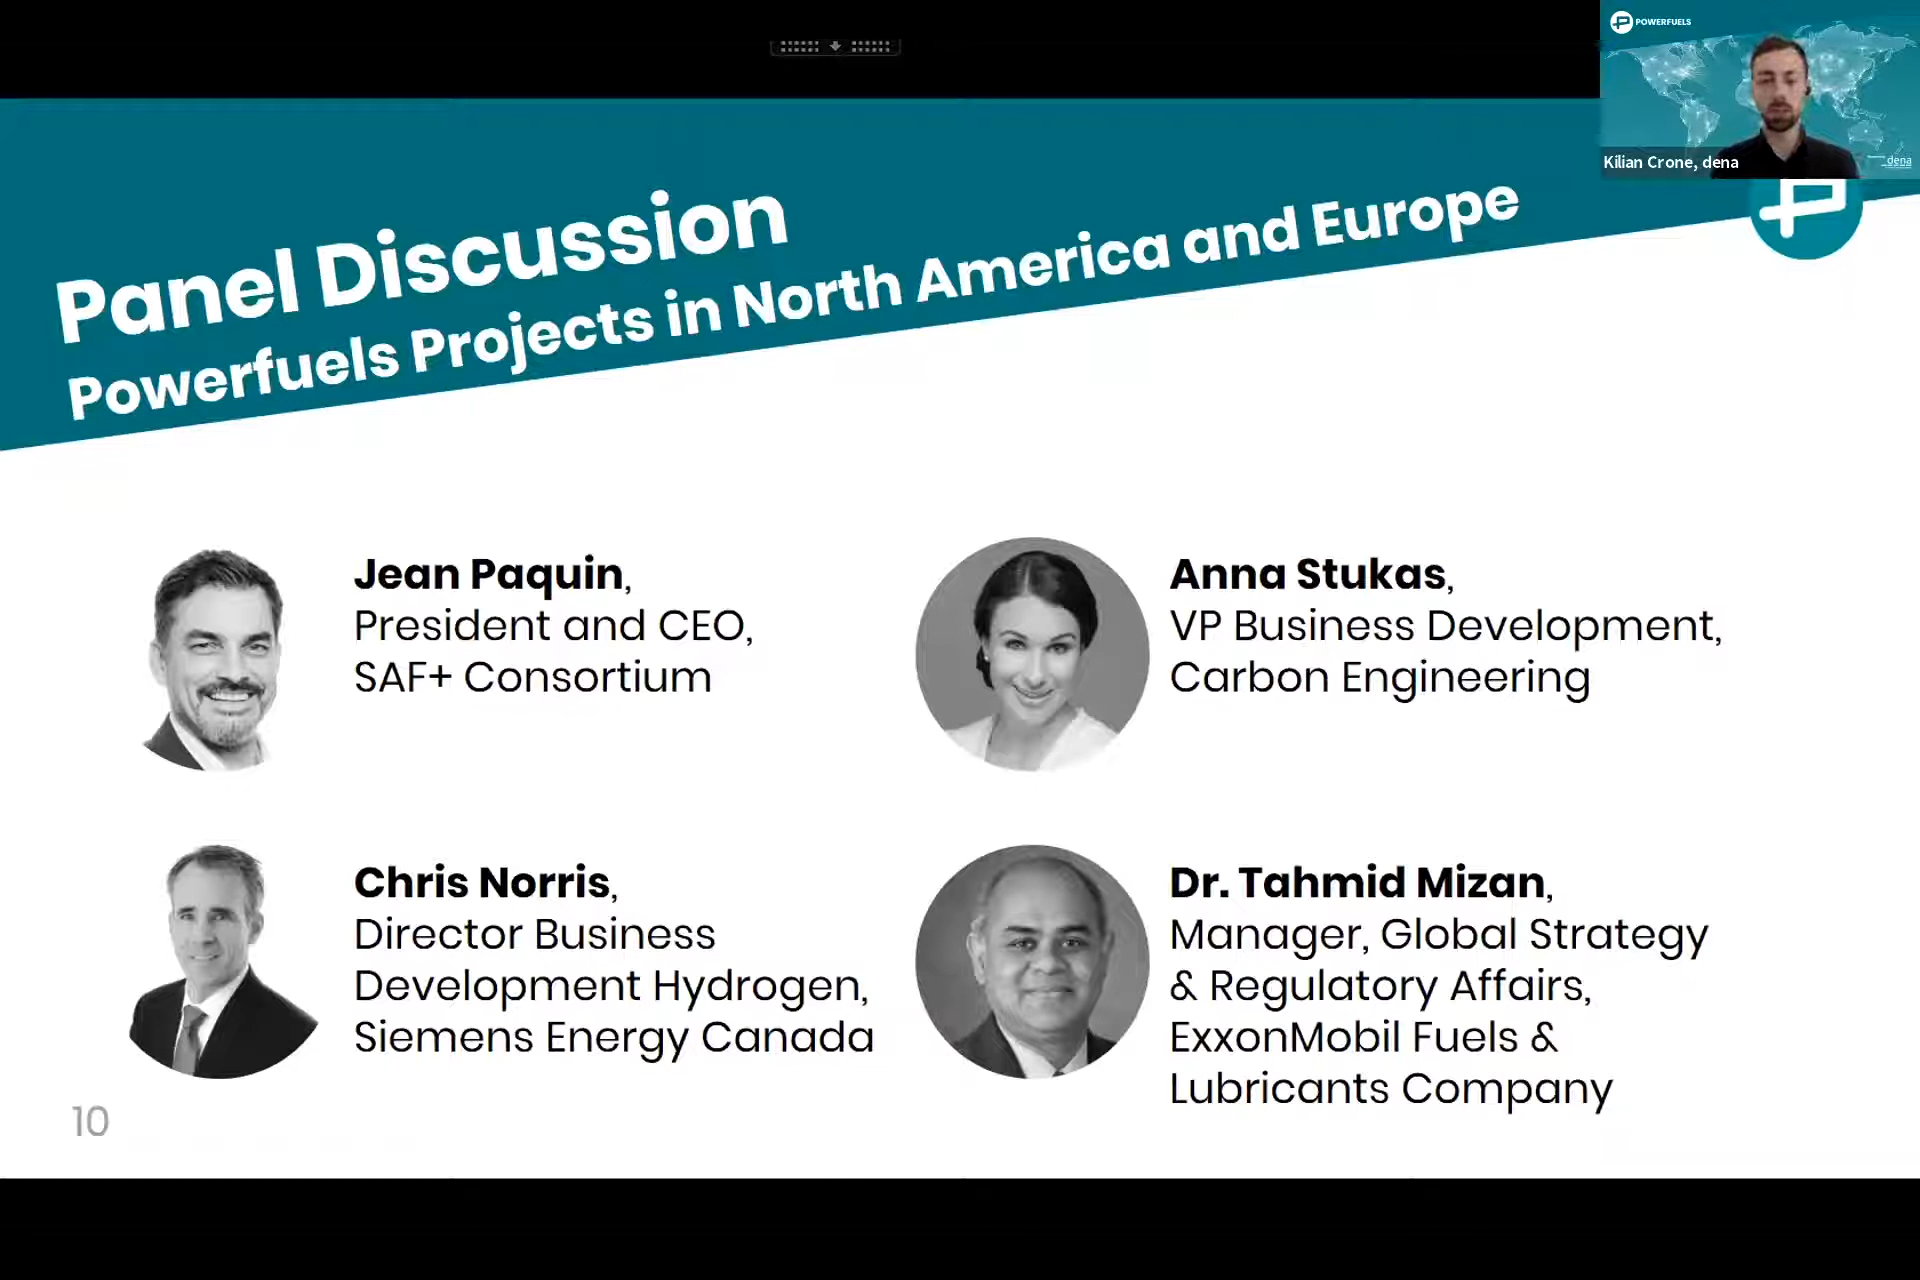 POWERFUELS
Kilian Crone, dena
dena
Panel Discussion
Powerfuels Projects in North America and Europe
Jean Paquin,
President and CEO,
SAF+ Consortium
Anna Stukas,
VP Business Development,
Carbon Engineering
Chris Norris,
Director Business
Development Hydrogen,
Siemens Energy Canada
Dr. Tahmid Mizan,
Manager, Global Strategy
& Regulatory Affairs,
ExxonMobil Fuels &
Lubricants Company
10